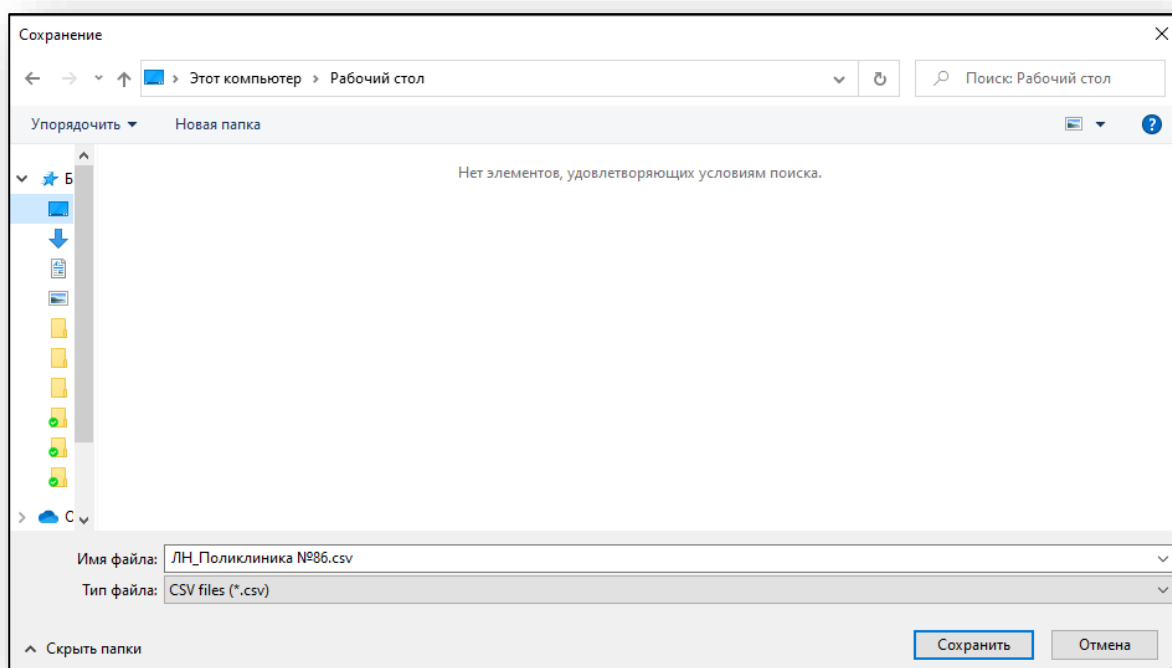 Сохранение
Этот компьютер › Рабочий стол
Поиск: Рабочий стол
Упорядочить
Новая папка
Б
Нет элементов, удовлетворяющих условиям поиска.
О
Имя файла: ЛН_Поликлиника №86.csv
Тип файла: CSV files (*.csv)
Скрыть папки
Сохранить
Отмена